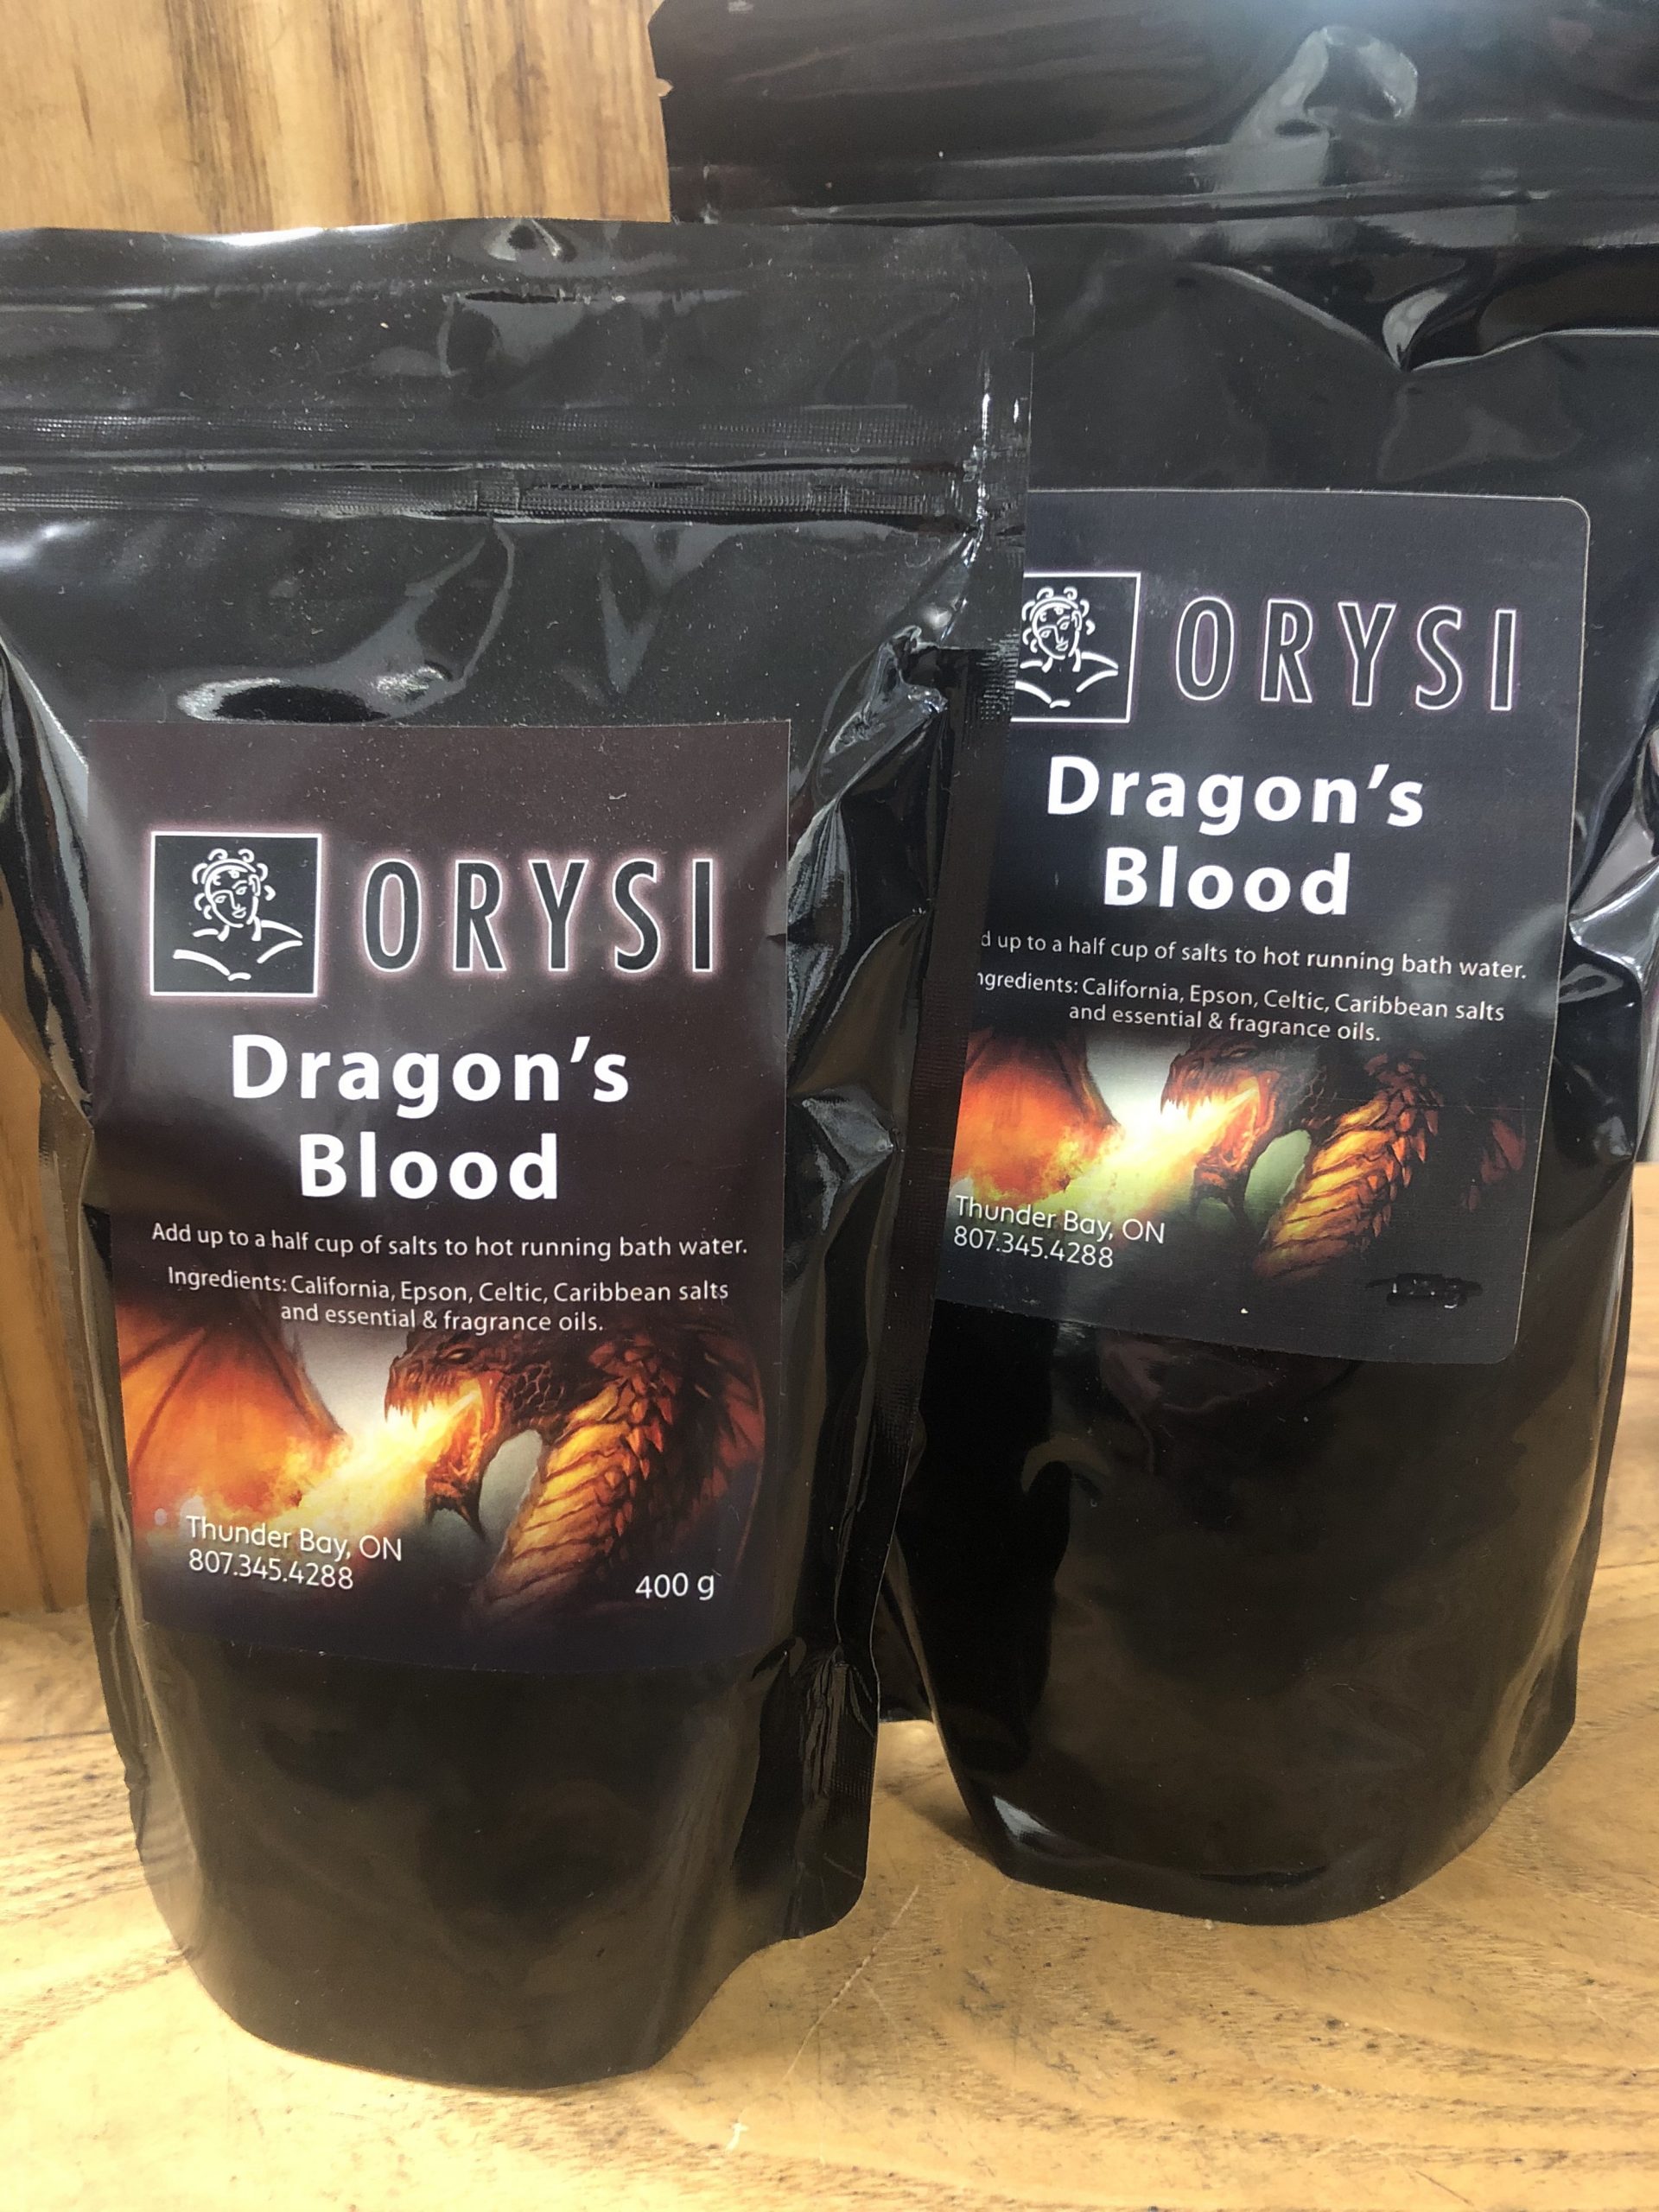 ORYSI
Dragon's
Blood
Add up to a half cup of salts to hot running bath water.
Ingredients: California, Epson, Celtic, Caribbean salts
and essential & fragrance oils.
Thunder Bay, ON
807.345.4288
400 g
ORYSI
Dragon's
Blood
d up to a half cup of salts to hot running bath water.
ngredients: California, Epson, Celtic, Caribbean salts
and essential & fragrance oils.
Thunder Bay, ON
807.345.4288